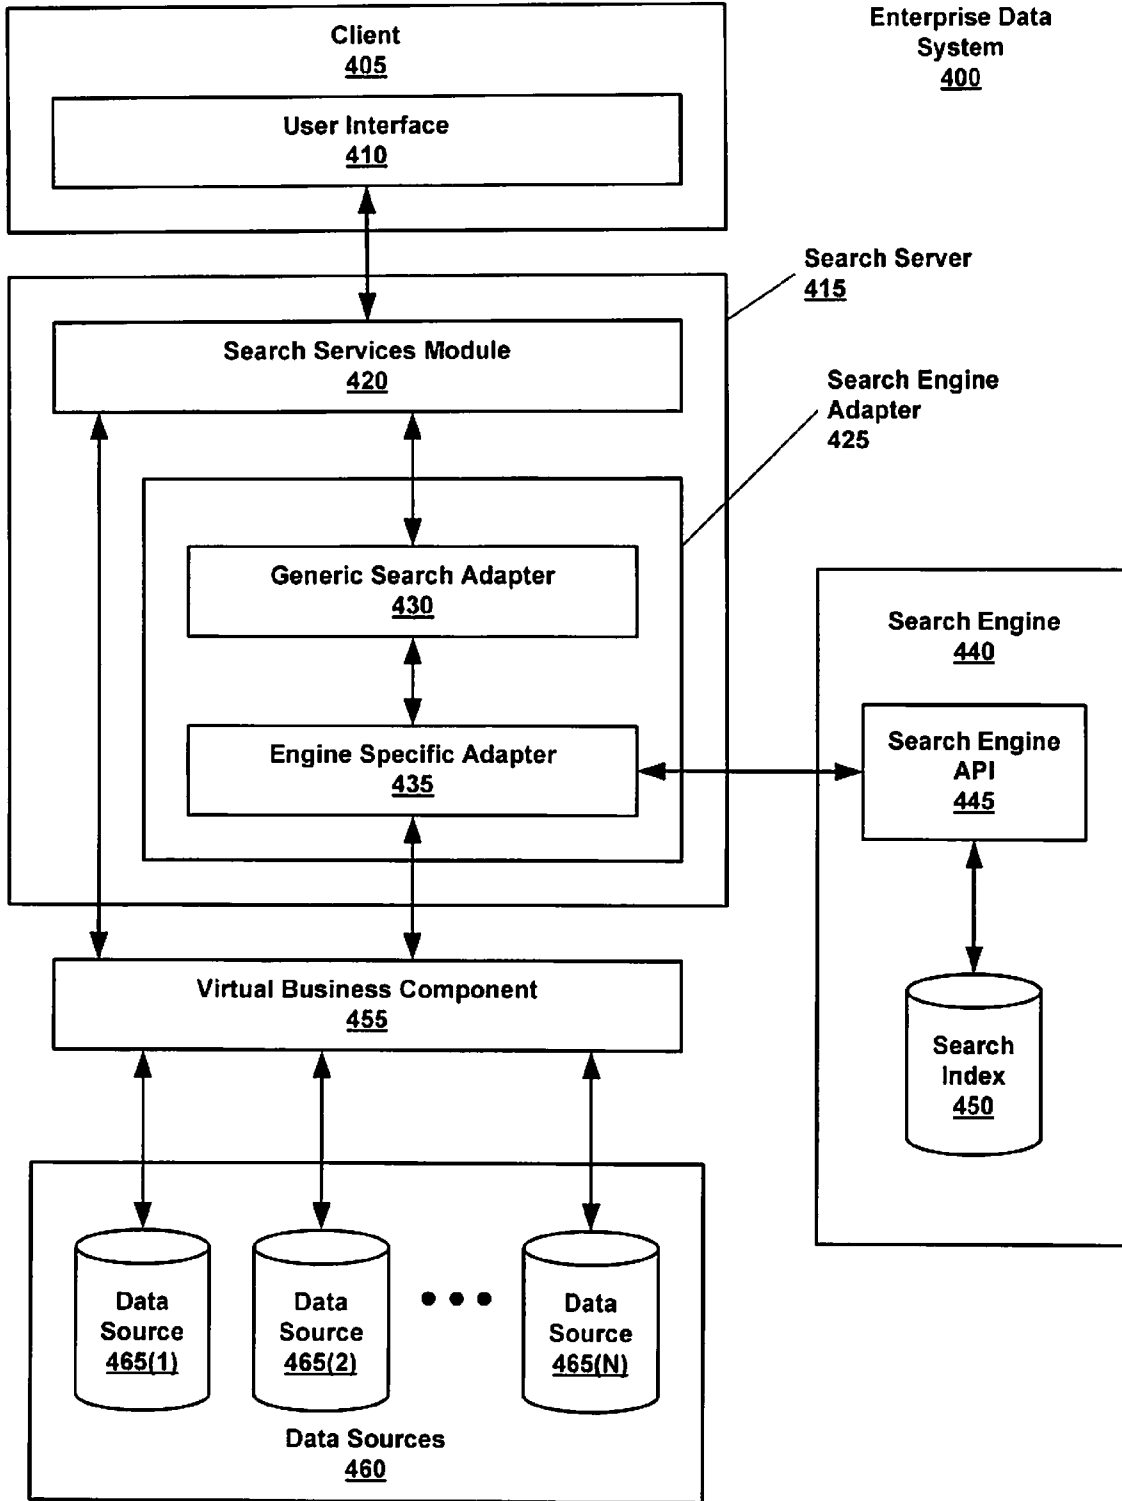 Client
405
User Interface
410
Enterprise Data
System
400
Search Server
415
Search Services Module
420
Search Engine
Adapter
425
Generic Search Adapter
430
Engine Specific Adapter
435
Search Engine
440
Search Engine
API
445
Search
Index
450
Virtual Business Component
455
Data
Source
465(1)
Data
Source
465(2)
Data
Source
465(N)
Data Sources
460